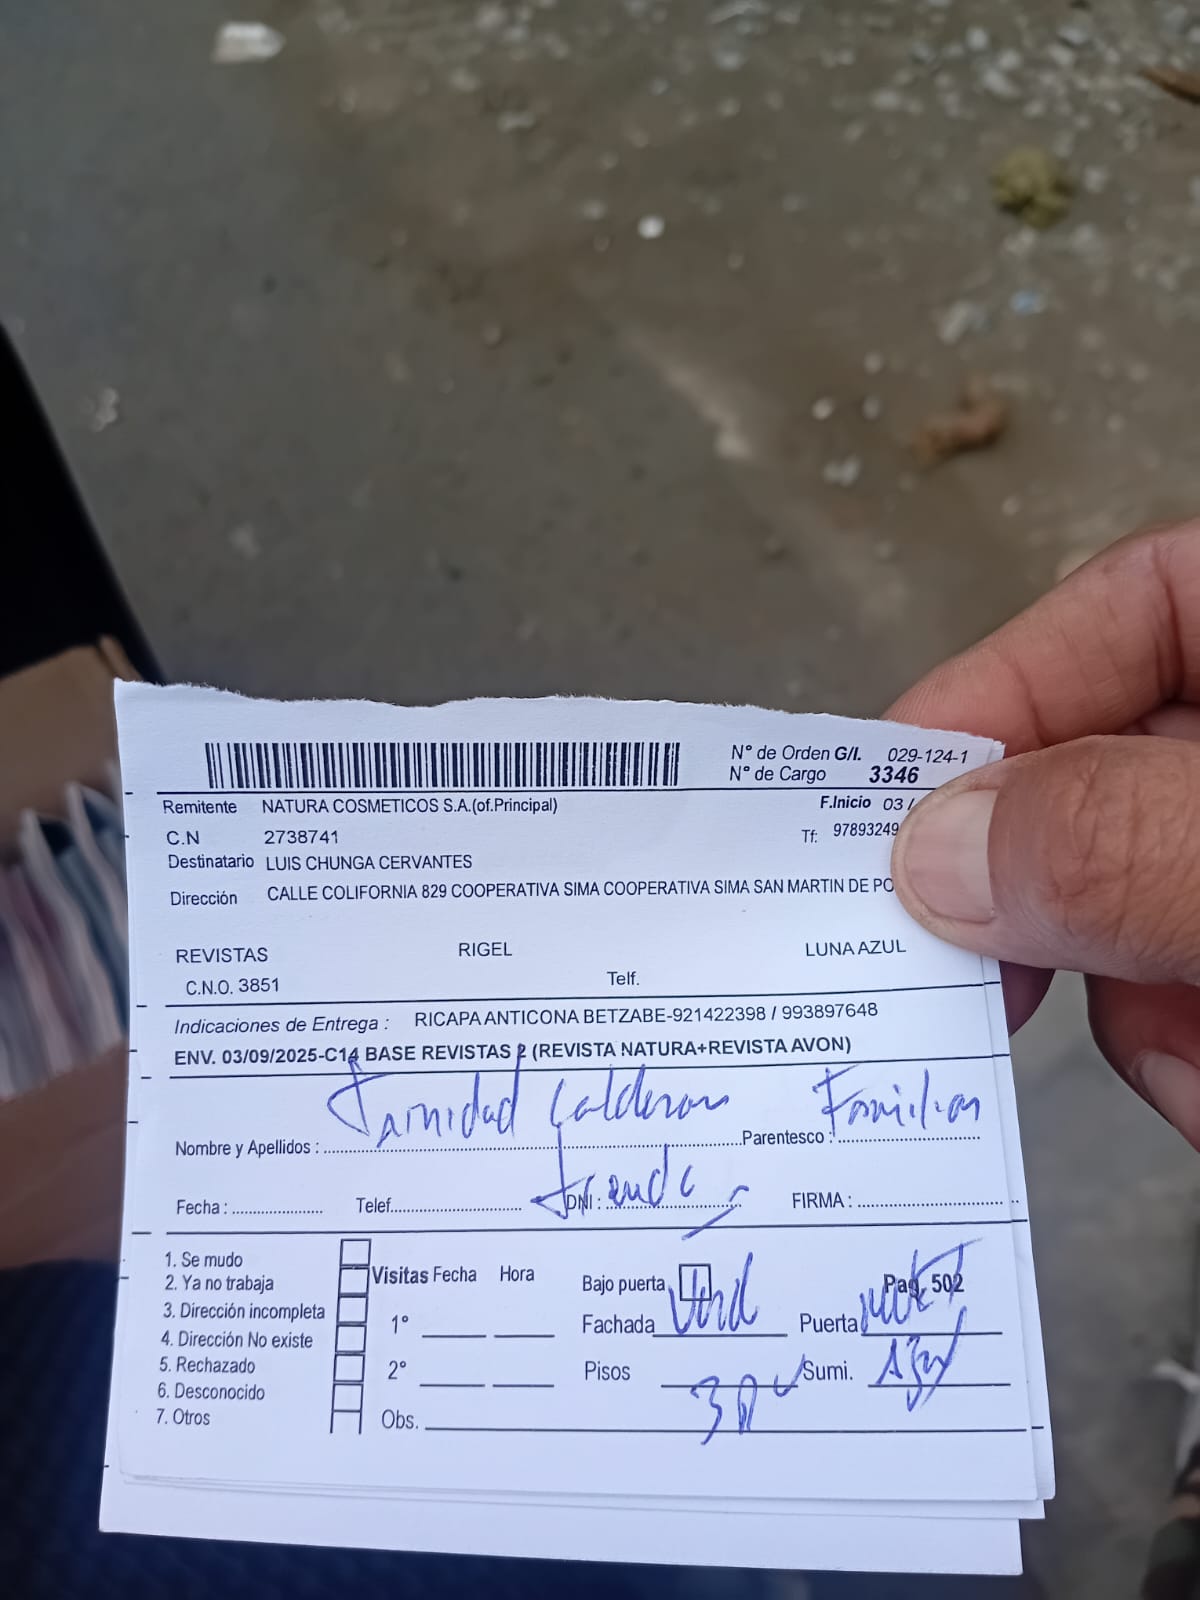 N° de Orden G/I. 029-124-1
N° de Cargo 3346
Remitente NATURA COSMETICOS S.A.(of.Principal)
F.Inicio 03 /
C.N 2738741
Tf: 97893249
Destinatario LUIS CHUNGA CERVANTES
Dirección CALLE COLIFORNIA 829 COOPERATIVA SIMA COOPERATIVA SIMA SAN MARTIN DE PO
REVISTAS RIGEL LUNA AZUL
C.N.O. 3851 Telf.
Indicaciones de Entrega : RICAPA ANTICONA BETZABE-921422398 / 993897648
ENV. 03/09/2025-C14 BASE REVISTAS 2 (REVISTA NATURA+REVISTA AVON)
Nombre y Apellidos : Trinidad Calderon Parentesco : Familiar
Fecha : Telef. DNI : FIRMA :
1. Se mudo
2. Ya no trabaja
3. Dirección incompleta
4. Dirección No existe
5. Rechazado
6. Desconocido
7. Otros
Visitas Fecha Hora
1°
2°
Obs.
Bajo puerta Pag. 502
Fachada Puerta
Pisos 3 Sumi.